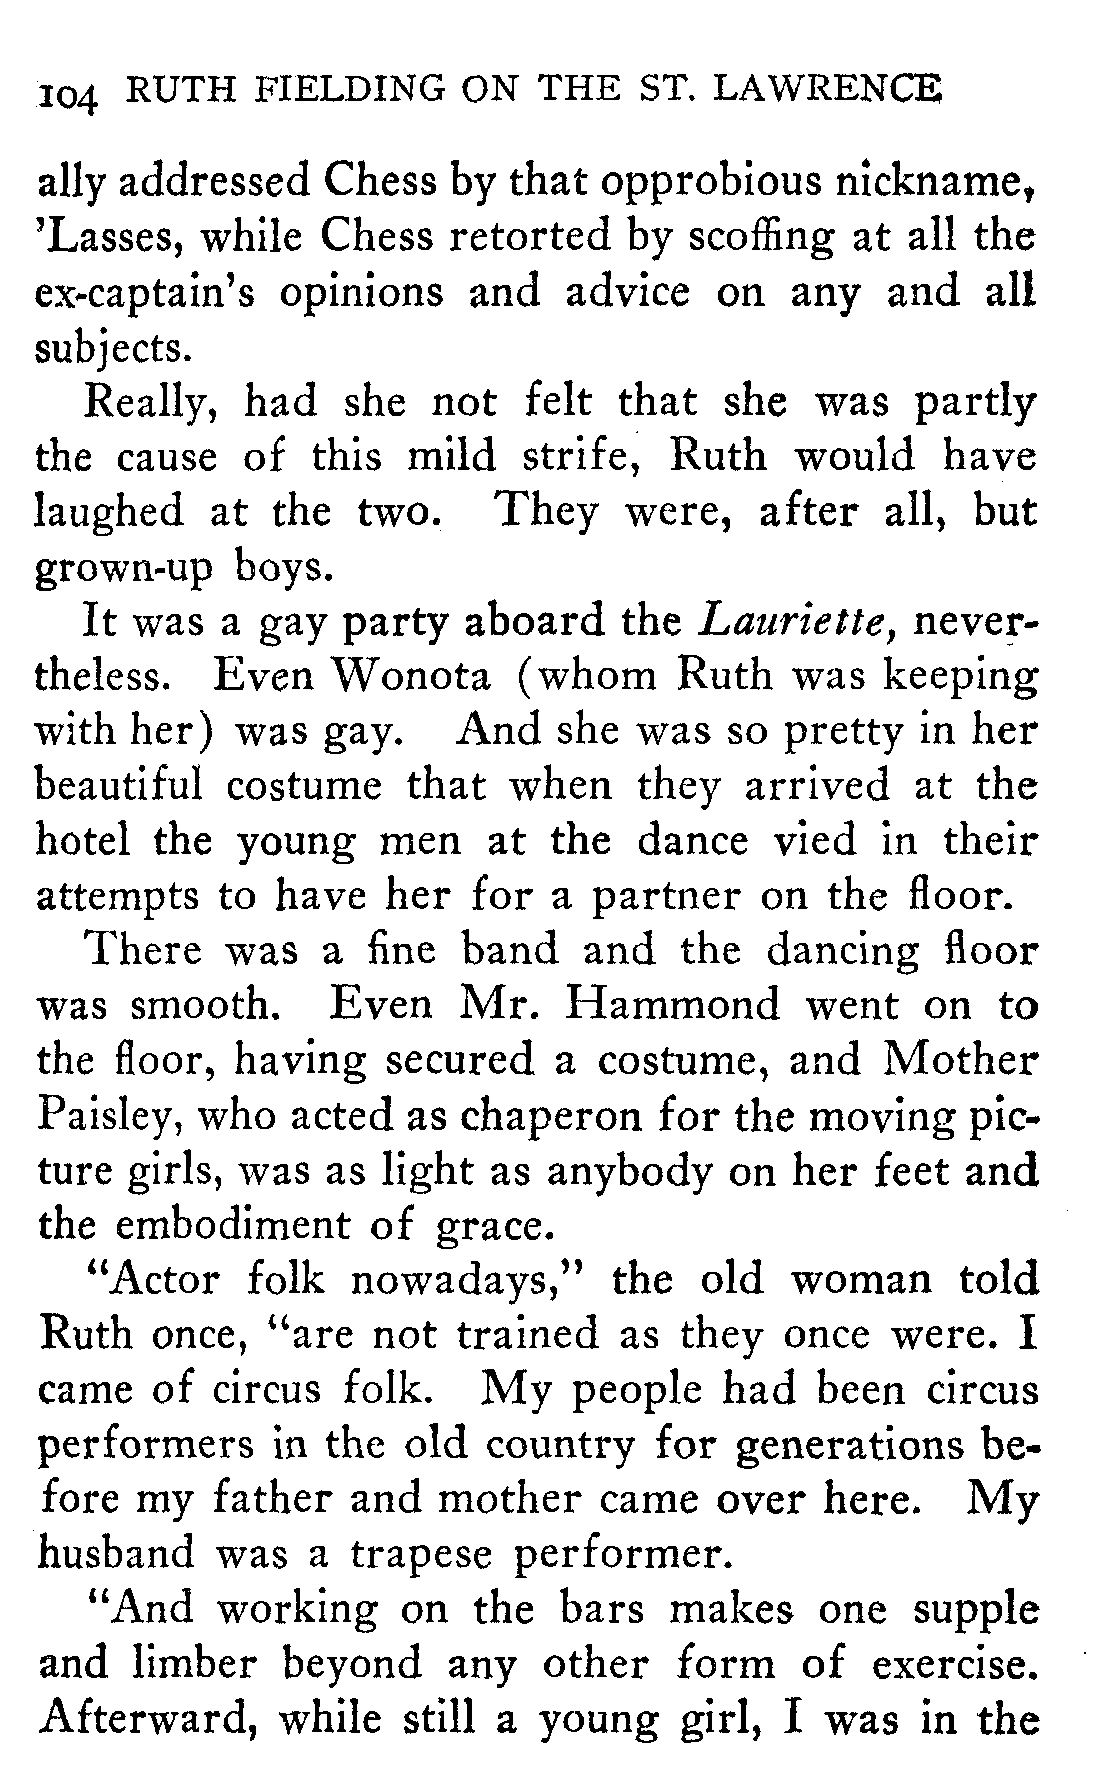 104 RUTH FIELDING ON THE ST. LAWRENCE
ally addressed Chess by that opprobious nickname,
'Lasses, while Chess retorted by scoffing at all the
ex-captain's opinions and advice on any and all
subjects.
Really, had she not felt that she was partly
the cause of this mild strife, Ruth would have
laughed at the two. They were, after all, but
grown-up boys.
It was a gay party aboard the Lauriette, never-
theless. Even Wonota (whom Ruth was keeping
with her) was gay. And she was so pretty in her
beautiful costume that when they arrived at the
hotel the young men at the dance vied in their
attempts to have her for a partner on the floor.
There was a fine band and the dancing floor
was smooth. Even Mr. Hammond went on to
the floor, having secured a costume, and Mother
Paisley, who acted as chaperon for the moving pic-
ture girls, was as light as anybody on her feet and
the embodiment of grace.
"Actor folk nowadays," the old woman told
Ruth once, "are not trained as they once were. I
came of circus folk. My people had been circus
performers in the old country for generations be-
fore my father and mother came over here. My
husband was a trapese performer.
"And working on the bars makes one supple
and limber beyond any other form of exercise.
Afterward, while still a young girl, I was in the